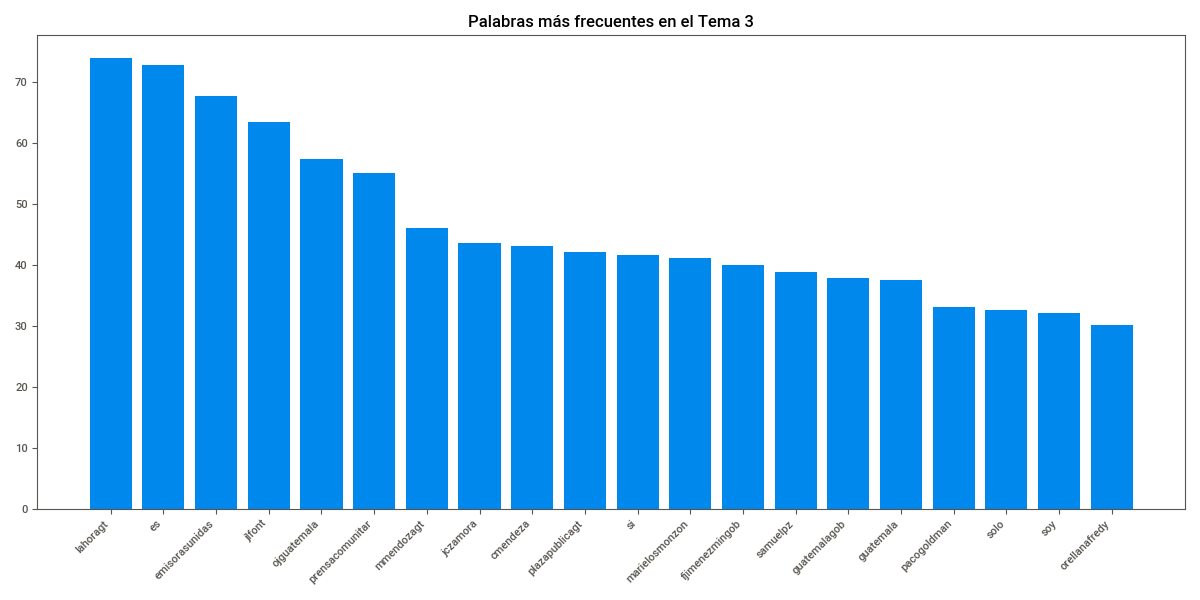 Palabras más frecuentes en el Tema 3
70
60
50
40
30
20
10
0
lahoragt
es
emisorasunidas
jlfont
ojguatemala
prensacomunitar
mmendozagt
jczamora
cmendeza
plazapublicagt
si
marielosmonzon
fjimenezmingob
samuelpz
guatemalagob
guatemala
pacogoldman
solo
soy
orellanafredy